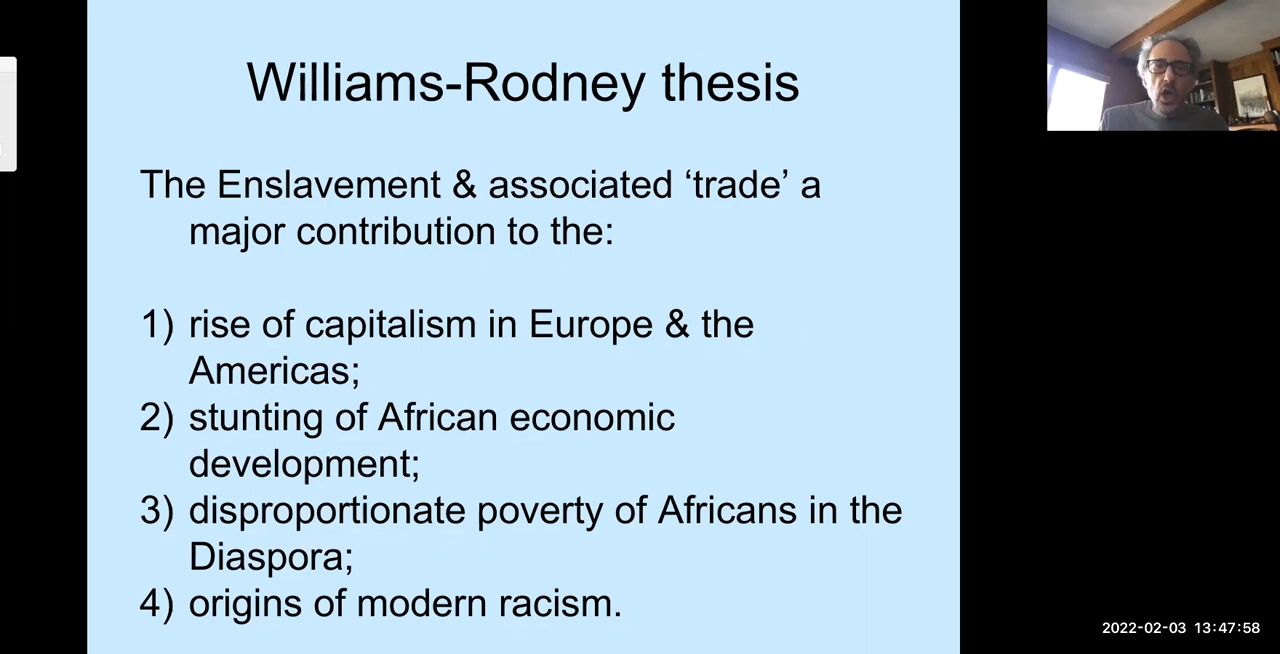 Williams-Rodney thesis
The Enslavement & associated ‘trade’ a
major contribution to the:
1) rise of capitalism in Europe & the
Americas;
2) stunting of African economic
development;
3) disproportionate poverty of Africans in the
Diaspora;
4) origins of modern racism.
2022-02-03 13:47:58